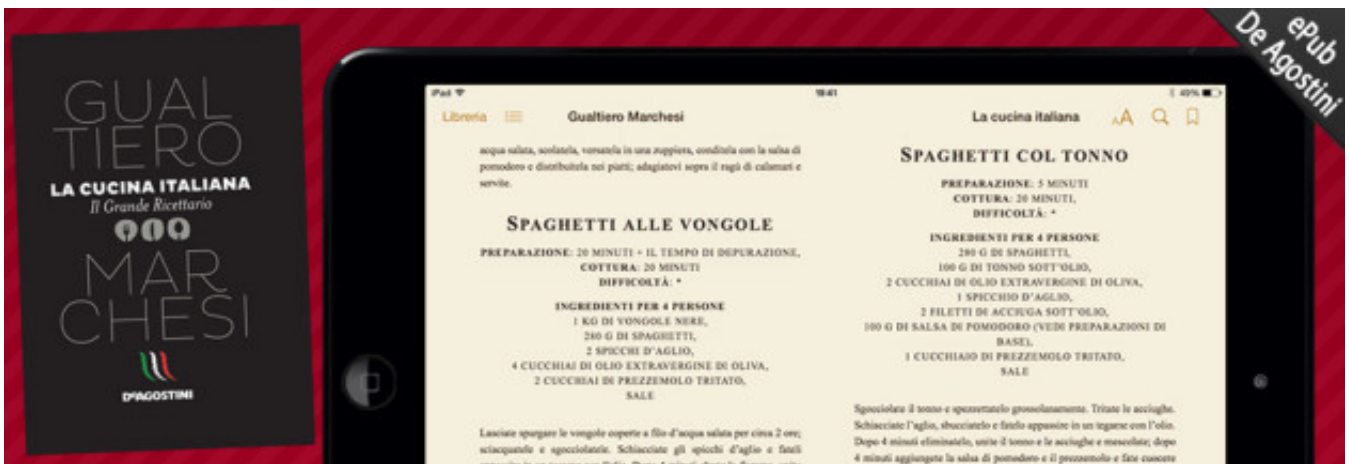 GUAL
TIERO
LA CUCINA ITALIANA
Il Grande Ricettario
MAR
CHESI
DeAGOSTINI
ePub
De Agostini
iPad
19:41
49%
Libreria
Gualtiero Marchesi
La cucina italiana
AA
acqua salata, scolatela, versatela in una zuppiera, conditela con la salsa di
pomodoro e distribuitela nei piatti; adagiatevi sopra il ragù di calamari e
servite.
SPAGHETTI ALLE VONGOLE
PREPARAZIONE: 20 MINUTI + IL TEMPO DI DEPURAZIONE,
COTTURA: 20 MINUTI
DIFFICOLTÀ: *
INGREDIENTI PER 4 PERSONE
1 KG DI VONGOLE NERE,
280 G DI SPAGHETTI,
2 SPICCHI D'AGLIO,
4 CUCCHIAI DI OLIO EXTRAVERGINE DI OLIVA,
2 CUCCHIAI DI PREZZEMOLO TRITATO,
SALE
Lasciate spurgare le vongole coperte a filo d'acqua salata per circa 2 ore;
sciacquatele e sgocciolatele. Schiacciate gli spicchi d'aglio e fateli
SPAGHETTI COL TONNO
PREPARAZIONE: 5 MINUTI
COTTURA: 20 MINUTI,
DIFFICOLTÀ: *
INGREDIENTI PER 4 PERSONE
280 G DI SPAGHETTI,
100 G DI TONNO SOTT'OLIO,
2 CUCCHIAI DI OLIO EXTRAVERGINE DI OLIVA,
1 SPICCHIO D'AGLIO,
2 FILETTI DI ACCIUGA SOTT'OLIO,
100 G DI SALSA DI POMODORO (VEDI PREPARAZIONI DI
BASE),
1 CUCCHIAIO DI PREZZEMOLO TRITATO,
SALE
Sgocciolate il tonno e spezzettatelo grossolanamente. Tritate le acciughe.
Schiacciate l'aglio, sbucciatelo e fatelo appassire in un tegame con l'olio.
Dopo 4 minuti eliminatelo, unite il tonno e le acciughe e mescolate; dopo
4 minuti aggiungete la salsa di pomodoro e il prezzemolo e fate cuocere